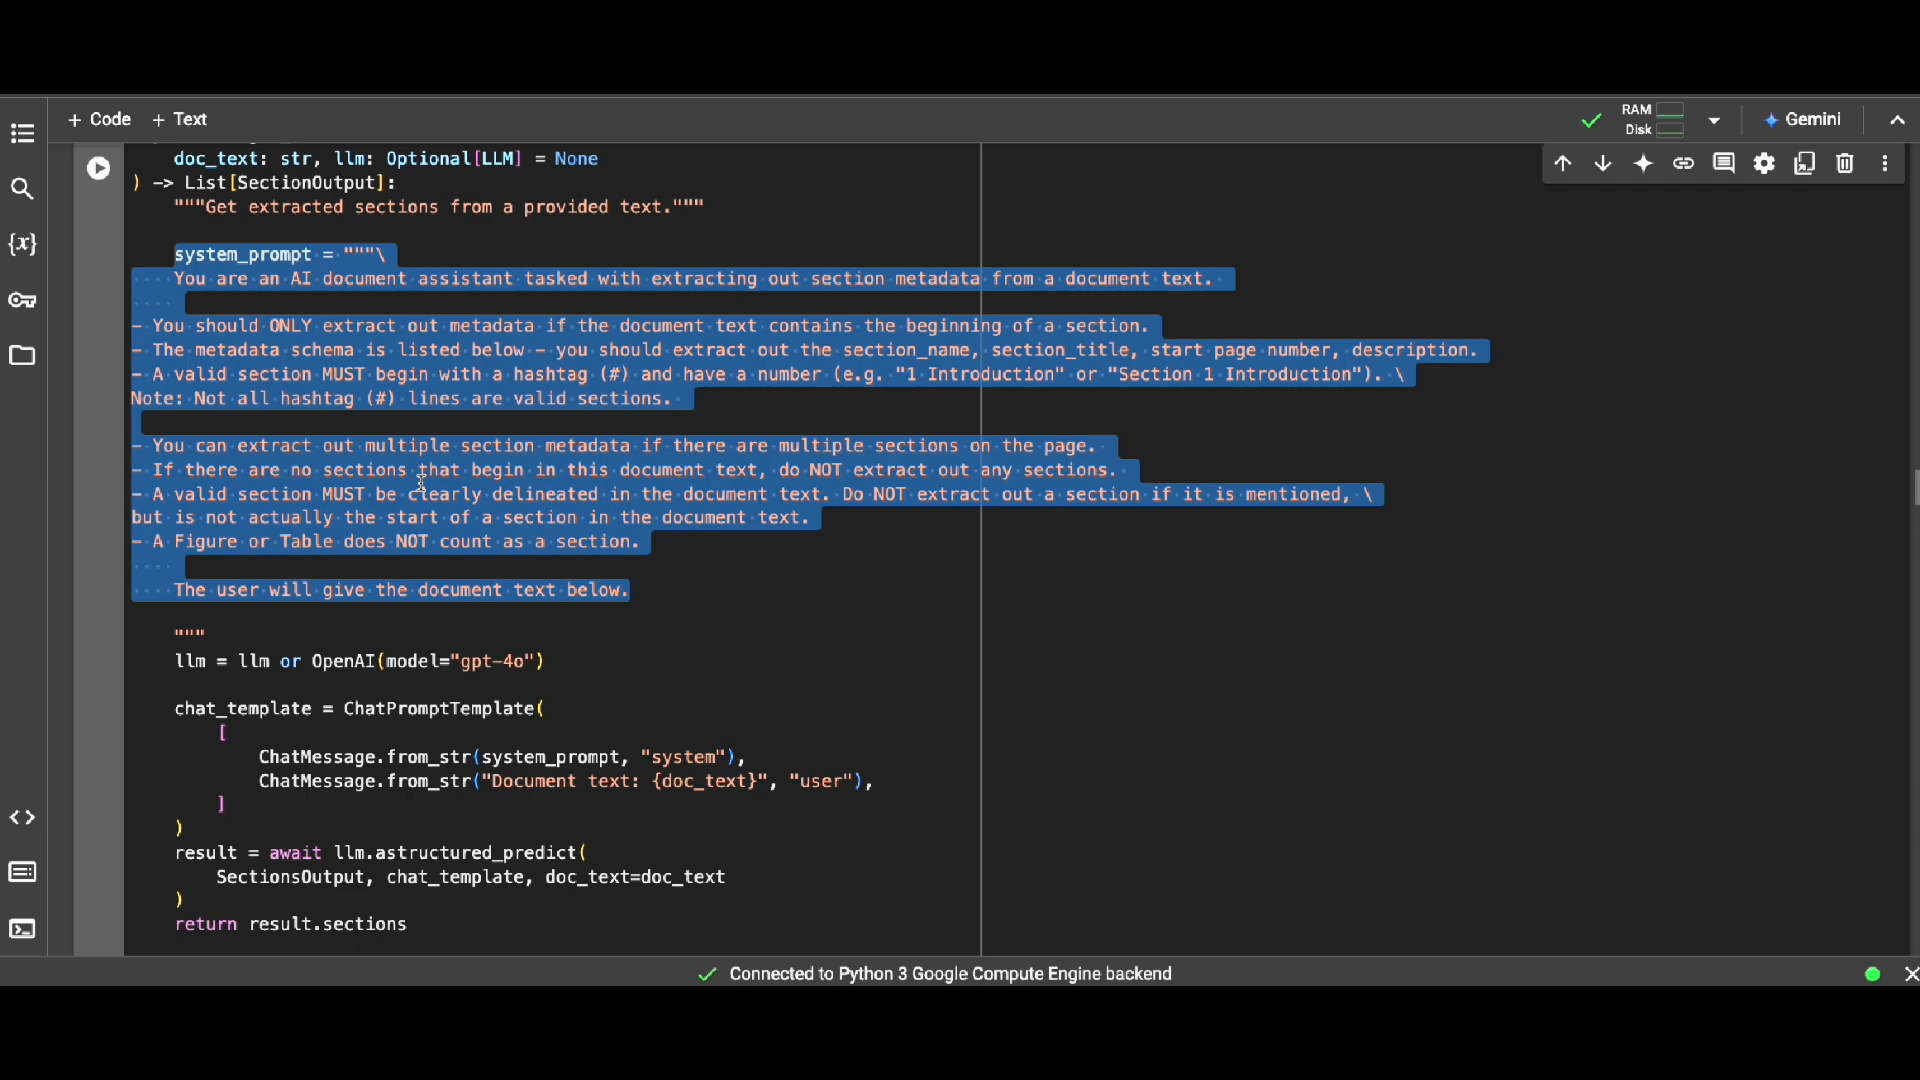 + Code + Text
RAM
Disk
Gemini
doc_text: str, llm: Optional[LLM] = None
) -> List[SectionOutput]:
"""Get extracted sections from a provided text."""
system_prompt = """\
You are an AI document assistant tasked with extracting out section metadata from a document text.
- You should ONLY extract out metadata if the document text contains the beginning of a section.
- The metadata schema is listed below - you should extract out the section_name, section_title, start page number, description.
- A valid section MUST begin with a hashtag (#) and have a number (e.g. "1 Introduction" or "Section 1 Introduction"). \
Note: Not all hashtag (#) lines are valid sections.
- You can extract out multiple section metadata if there are multiple sections on the page.
- If there are no sections that begin in this document text, do NOT extract out any sections.
- A valid section MUST be clearly delineated in the document text. Do NOT extract out a section if it is mentioned, \
but is not actually the start of a section in the document text.
- A Figure or Table does NOT count as a section.
The user will give the document text below.
"""
llm = llm or OpenAI(model="gpt-4o")
chat_template = ChatPromptTemplate(
[
ChatMessage.from_str(system_prompt, "system"),
ChatMessage.from_str("Document text: {doc_text}", "user"),
]
)
result = await llm.astructured_predict(
SectionsOutput, chat_template, doc_text=doc_text
)
return result.sections
Connected to Python 3 Google Compute Engine backend